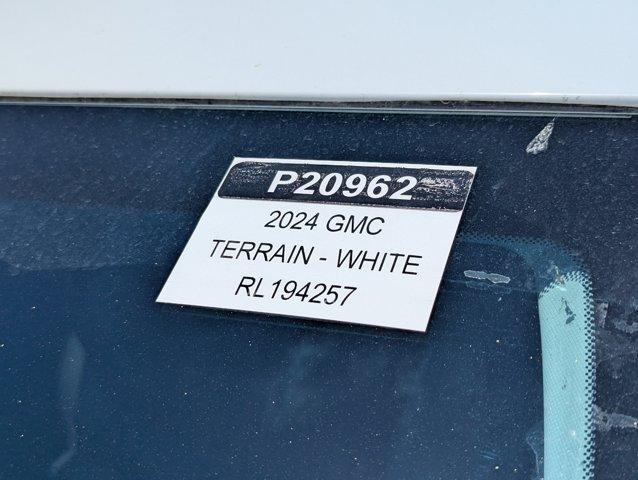 P20962
2024 GMC
TERRAIN - WHITE
RL194257